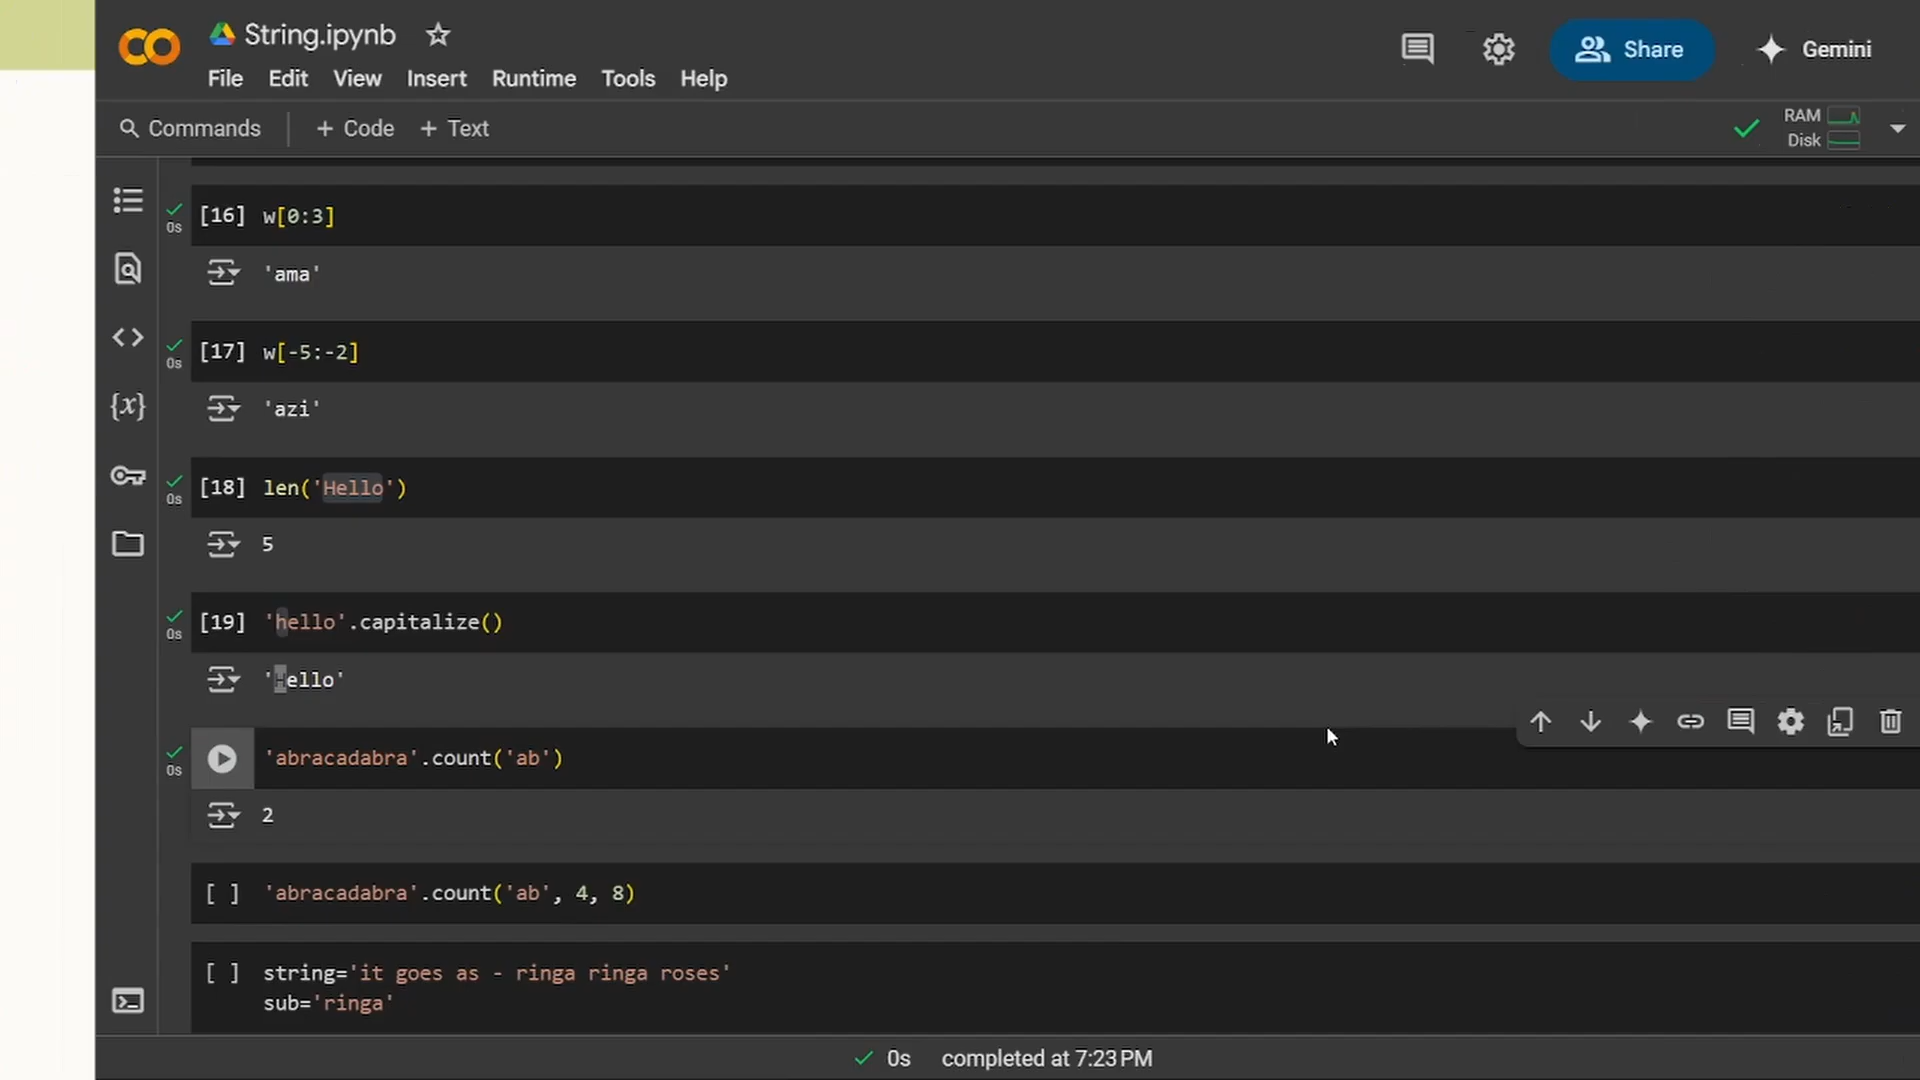 String.ipynb
Share
Gemini
File Edit View Insert Runtime Tools Help
Commands + Code + Text
RAM
Disk
[16] w[0:3]
0s
'ama'
[17] w[-5:-2]
0s
'azi'
[18] len('Hello')
0s
5
[19] 'hello'.capitalize()
0s
'Hello'
'abracadabra'.count('ab')
0s
2
[ ] 'abracadabra'.count('ab', 4, 8)
[ ] string='it goes as - ringa ringa roses'
sub='ringa'
0s completed at 7:23 PM